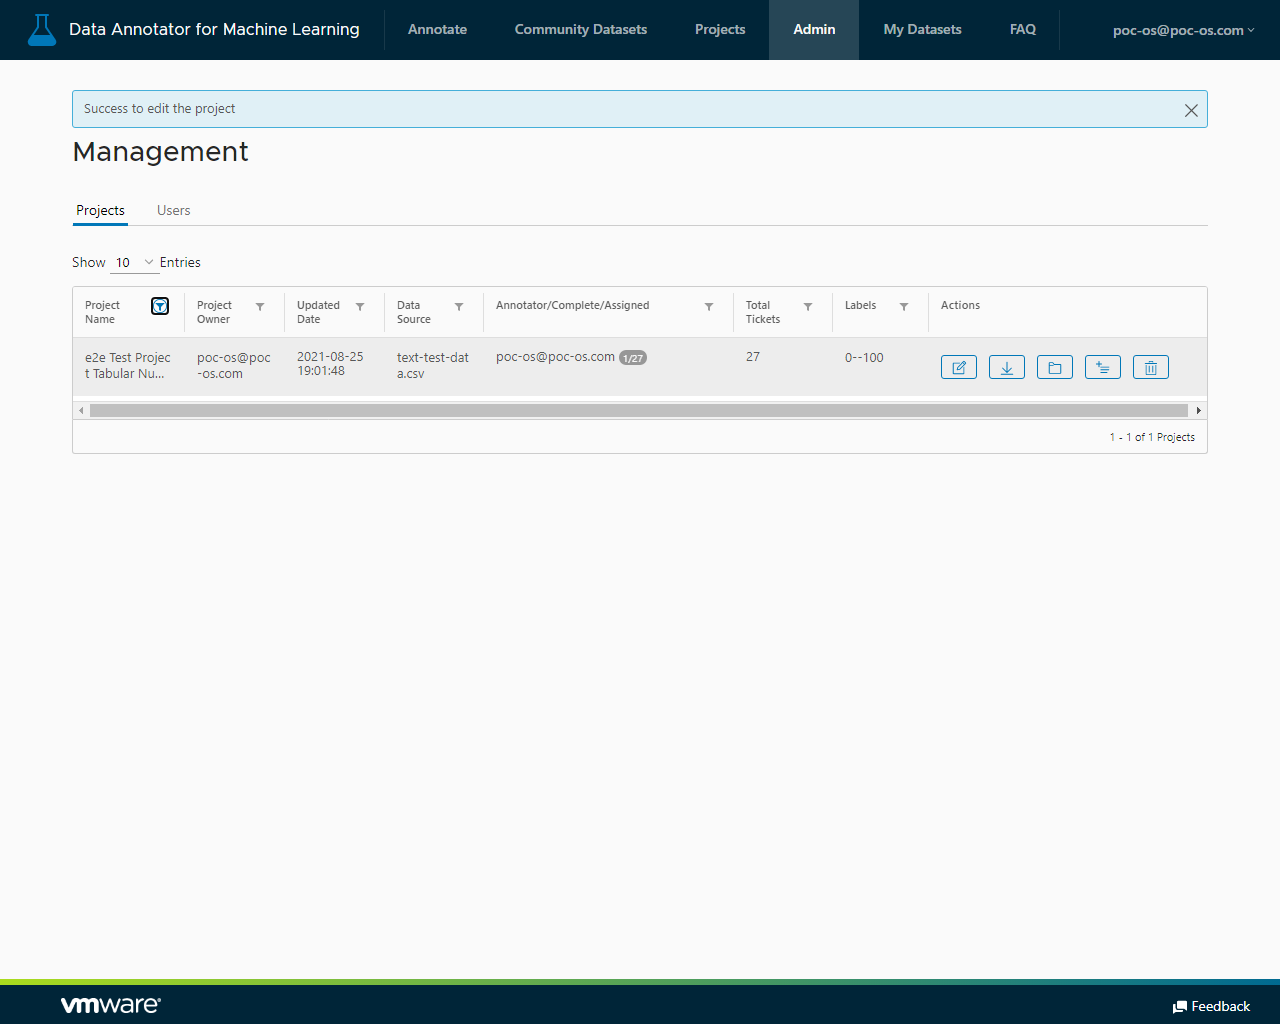 Data Annotator for Machine Learning
Annotate
Community Datasets
Projects
Admin
My Datasets
FAQ
poc-os@poc-os.com
Success to edit the project
Management
Projects
Users
Show 10 Entries
Project Name
Project Owner
Updated Date
Data Source
Annotator/Complete/Assigned
Total Tickets
Labels
Actions
e2e Test Projec
t Tabular Nu...
poc-os@poc
-os.com
2021-08-25
19:01:48
text-test-dat
a.csv
poc-os@poc-os.com 1/27
27
0--100
1 - 1 of 1 Projects
vmware®
Feedback